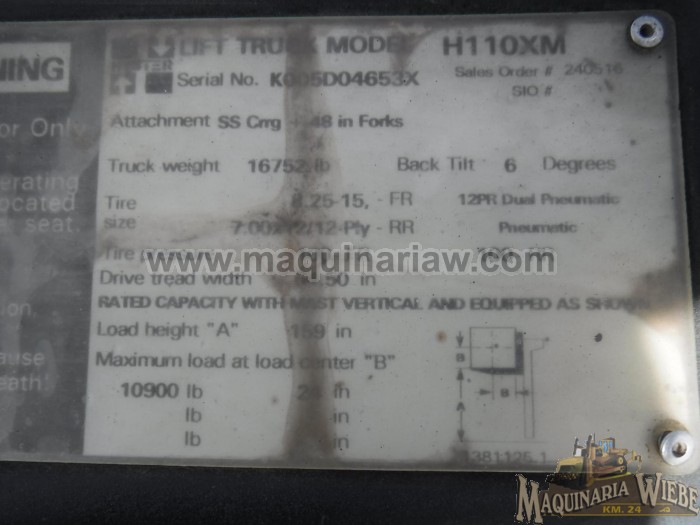 NING
or Only
erating
ocated
seat.
on
ause
eath!
LIFT TRUCK MODEL H110XM
Serial No. K005D04653X
Sales Order # 240516
SIO #
Attachment SS Crrg 48 in Forks
Truck weight 16752 lb Back Tilt 6 Degrees
Tire size 8.25-15, - FR 12PR Dual Pneumatic
7.00x12/12-Ply - RR Pneumatic
Tire
www.maquinariaw.com
Drive tread width 50 in
RATED CAPACITY WITH MAST VERTICAL AND EQUIPPED AS SHOWN
Load height "A" 159 in
Maximum load at load center "B"
10900 lb 24 in
lb in
lb in
B
B
A
381125 1
MAQUINARIA WIEBE
KM. 24